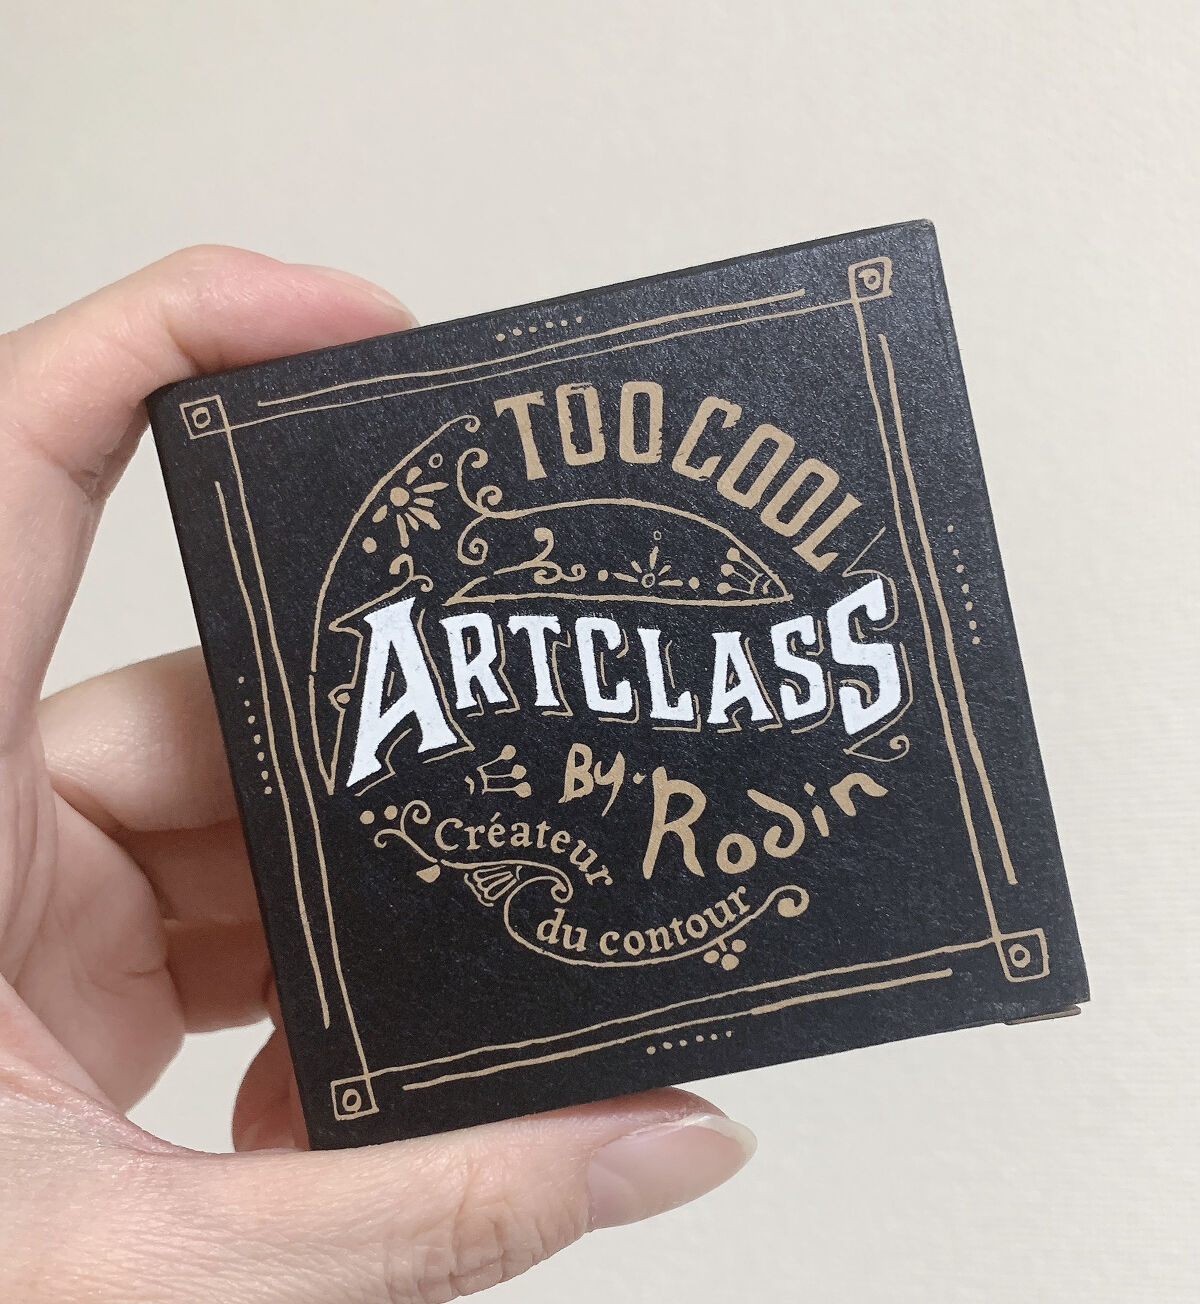 TOO COOL
ARTCLASS
By. Rodin
Créateur
du contour